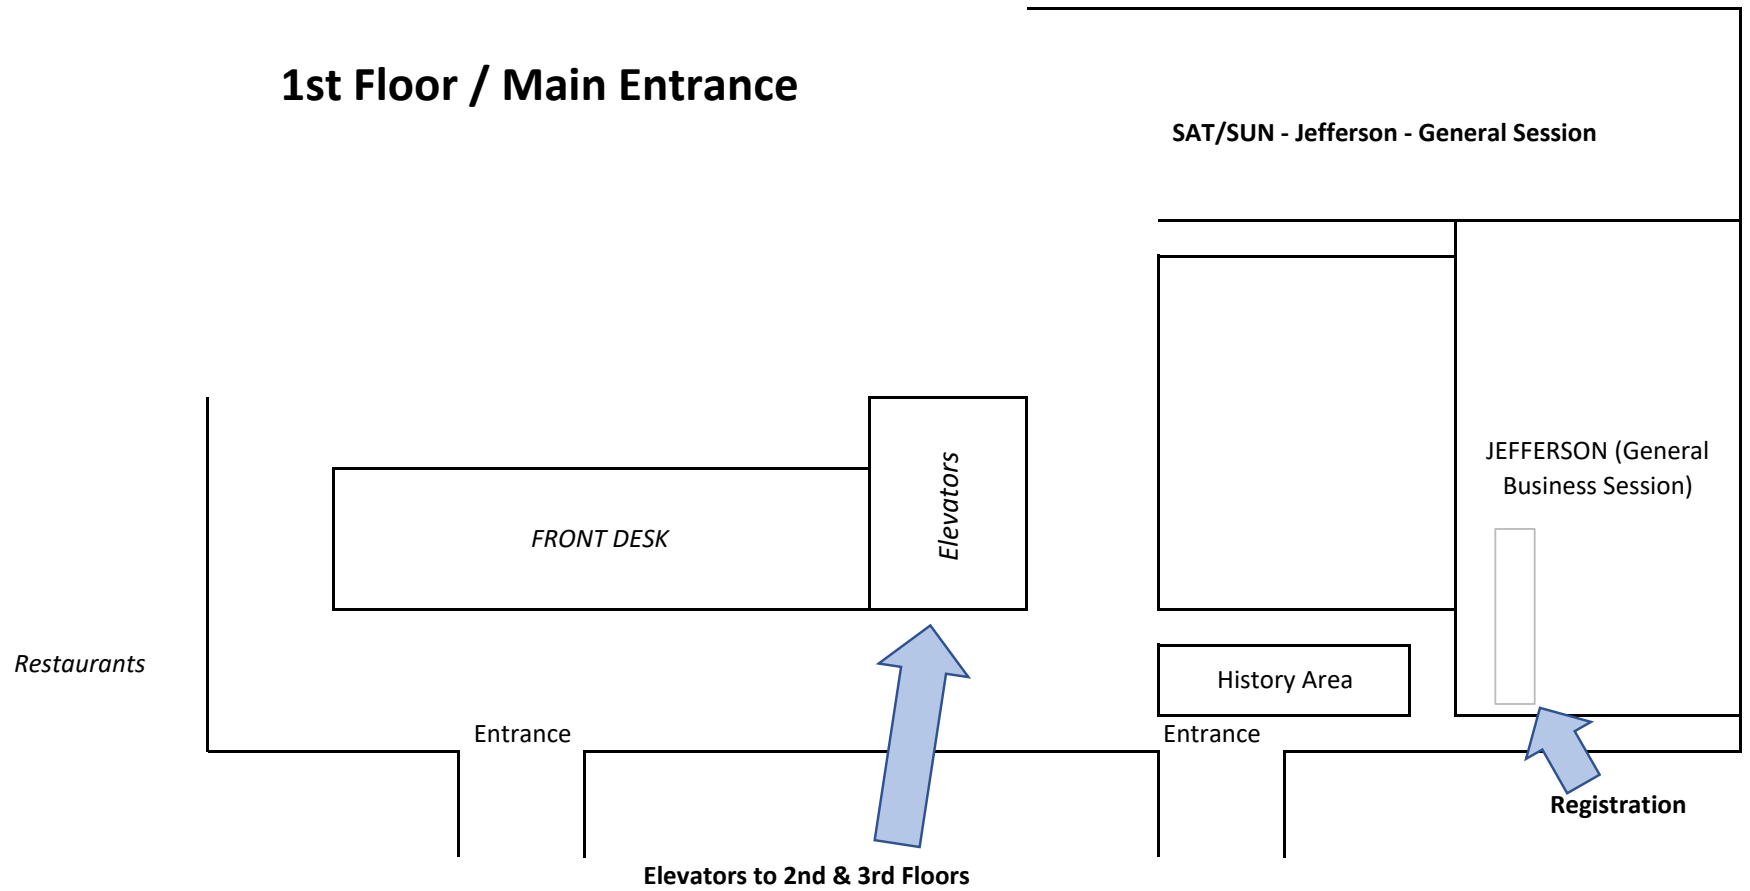 1st Floor / Main Entrance
SAT/SUN - Jefferson - General Session
JEFFERSON (General
Business Session)
Elevators
FRONT DESK
Restaurants
History Area
Entrance
Entrance
Registration
Elevators to 2nd & 3rd Floors